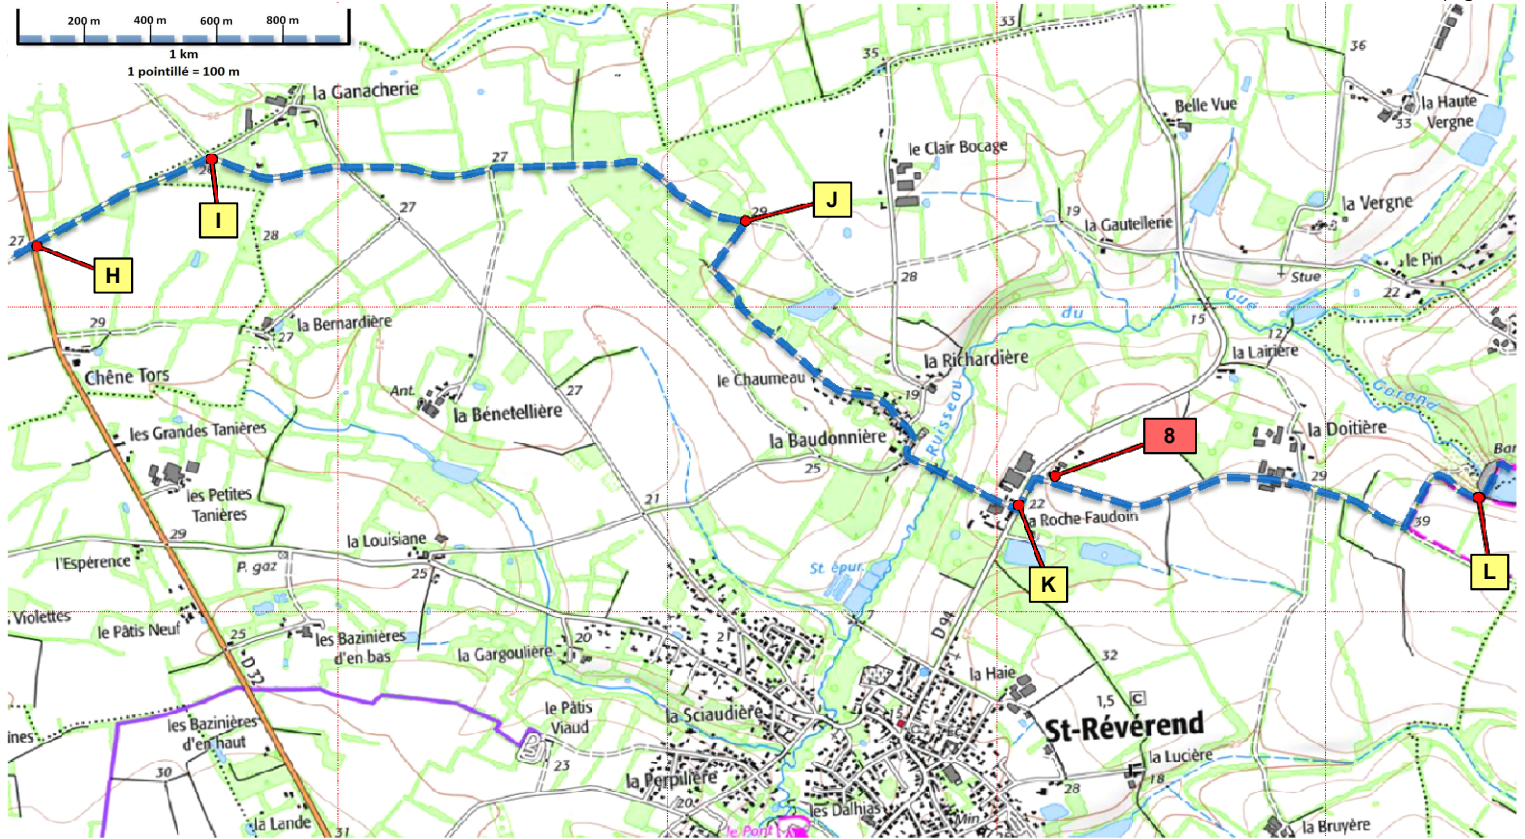 200 m 400 m 600 m 800 m
1 km
1 pointillé = 100 m
la Ganacherie
35
33
36
Belle Vue
la Haute
Vergne
33
le Clair Bocage
27
I
J
29
27
19
la Gautellerie
la Vergne
27
H
28
28
Stue
le Pin
22
29
la Bernardière
27
du
Gué
15
12
Chêne Tors
le Chaumeau
la Richardière
la Lairière
Ant.
la Bénetellière
27
19
Gorand
les Grandes Tanières
la Baudonnière
25
Ruisseau
8
la Doitière
les Petites
Tanières
21
29
22
39
29
la Louisiane
a Roche-Faudoin
l'Espérence
P. gaz
25
St épur.
K
L
Violettes
le Pâtis Neuf
25
les Bazinières
d'en bas
20
la Gargoulière
2
D 94
D 32
32
la Haie
1,5 C
les Bazinières
d'en haut
le Pâtis
Viaud
la Sciaudière
15
St-Révérend
ines
30
23
la Perpilière
20
la Lucière
18
28
la Lande
31
le Pont
les Dalhias
Min
la Bruyère